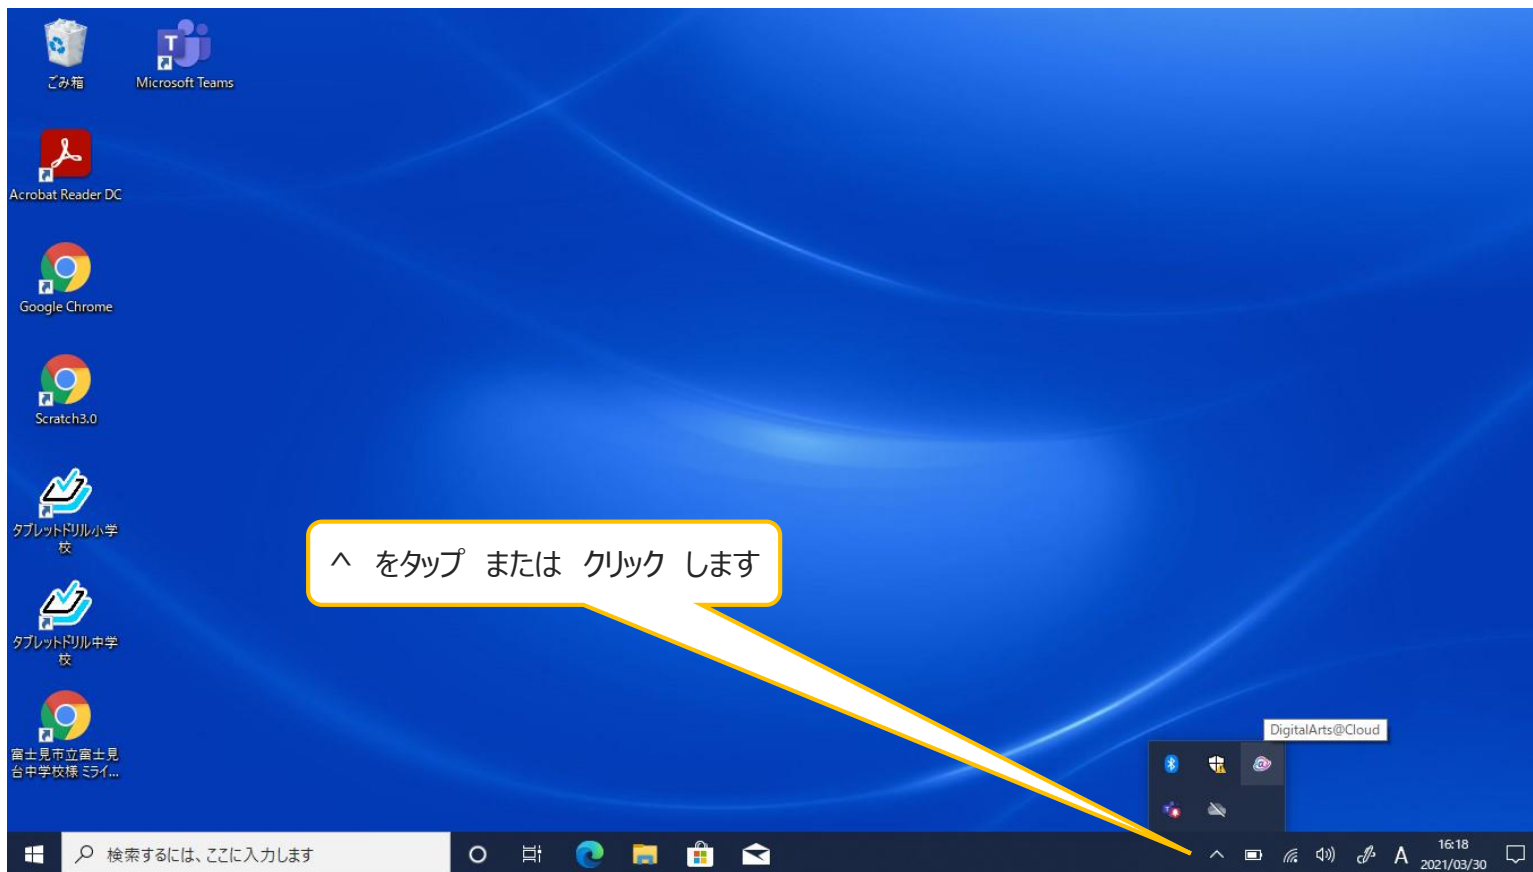 ごみ箱
Microsoft Teams
Acrobat Reader DC
Google Chrome
Scratch3.0
タブレットドリル小学
校
タブレットドリル中学
校
富士見市立富士見
台中学校様 ミライ...
へ をタップ または クリック します
DigitalArts@Cloud
検索するには、ここに入力します
A
16:18
2021/03/30